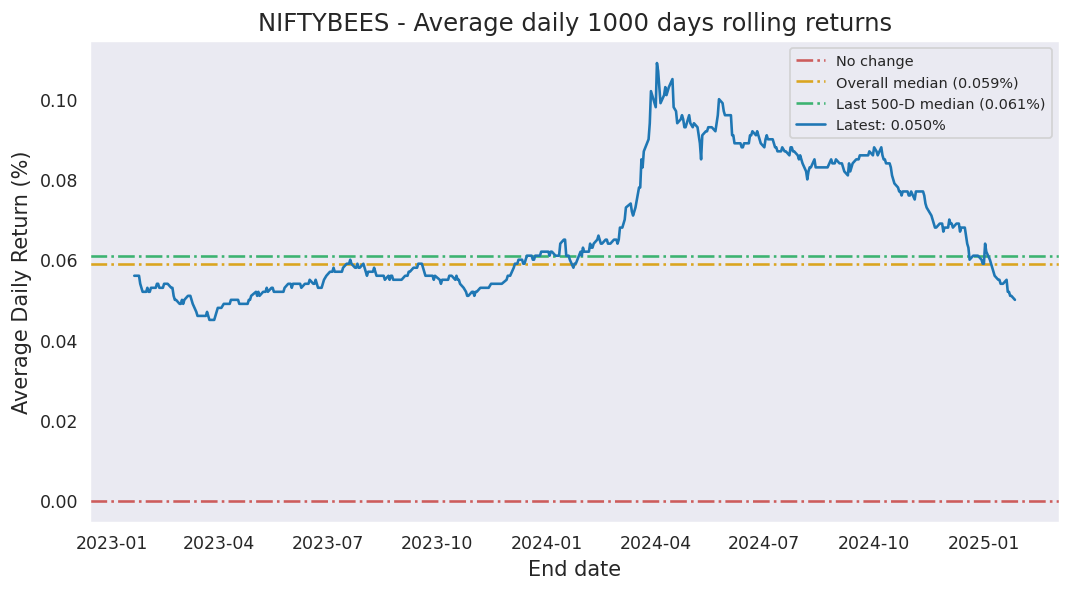 NIFTYBEES - Average daily 1000 days rolling returns
No change
Overall median (0.059%)
Last 500-D median (0.061%)
Latest: 0.050%
Average Daily Return (%)
0.10
0.08
0.06
0.04
0.02
0.00
2023-01 2023-04 2023-07 2023-10 2024-01 2024-04 2024-07 2024-10 2025-01
End date